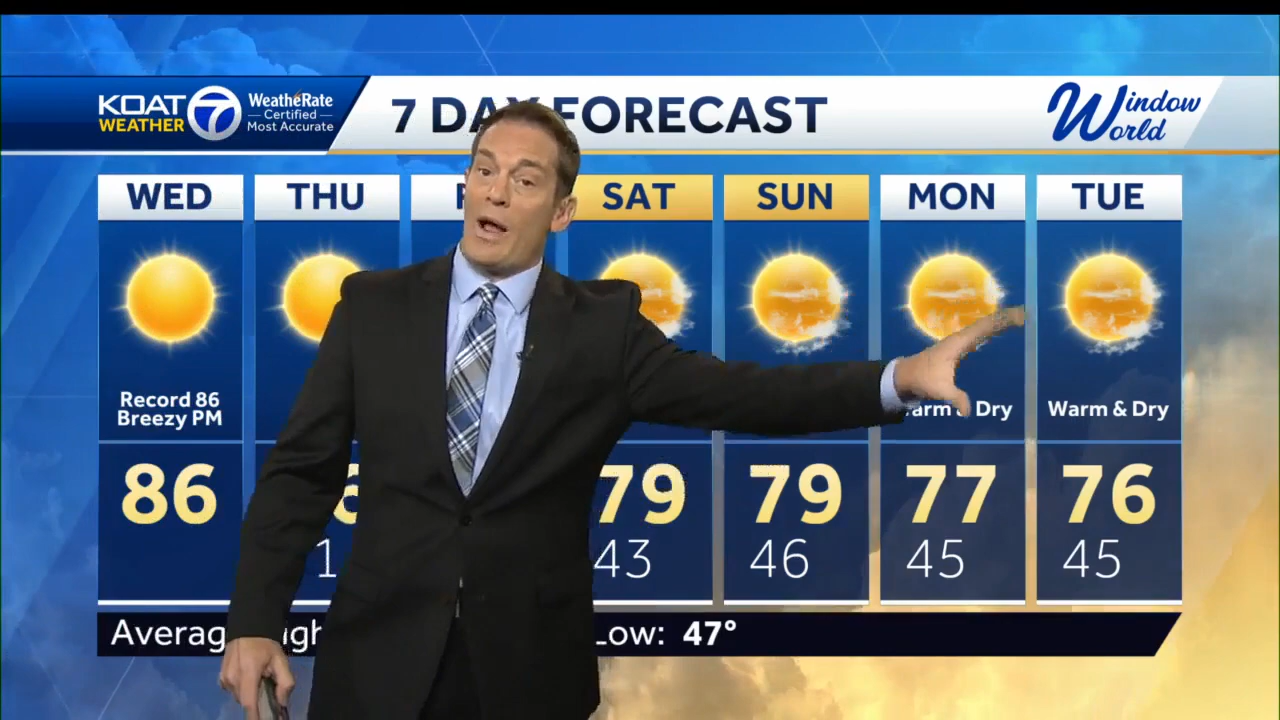 KOAT
WEATHER
7
WeatheRate
Certified
Most Accurate
7 DAY FORECAST
Window
World
WED
THU
SAT
SUN
MON
TUE
Record 86
Breezy PM
& Dry
Warm & Dry
86
79
79
77
76
43
46
45
45
Low: 47°